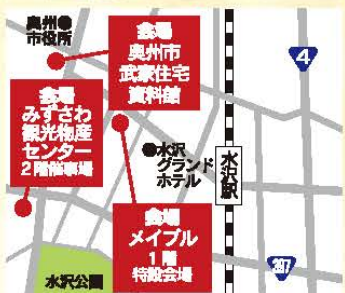 奥州
市役所
会場
奥州市
武家住宅
資料館
4
会場
みずさわ
観光物産
センター
2階催事場
水沢
グランド
ホテル
水沢駅
会場
メイプル
1階
特設会場
397
水沢公園